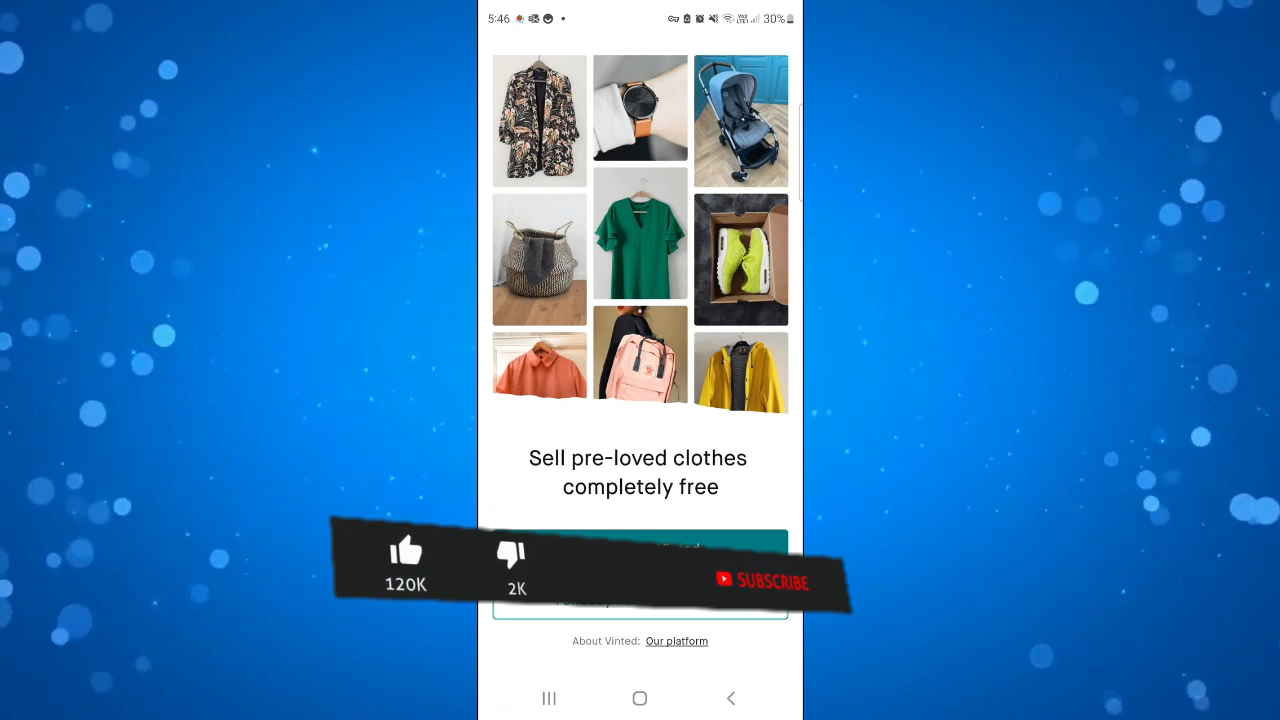 5:46
30%
Sell pre-loved clothes
completely free
120K
2K
SUBSCRIBE
About Vinted: Our platform